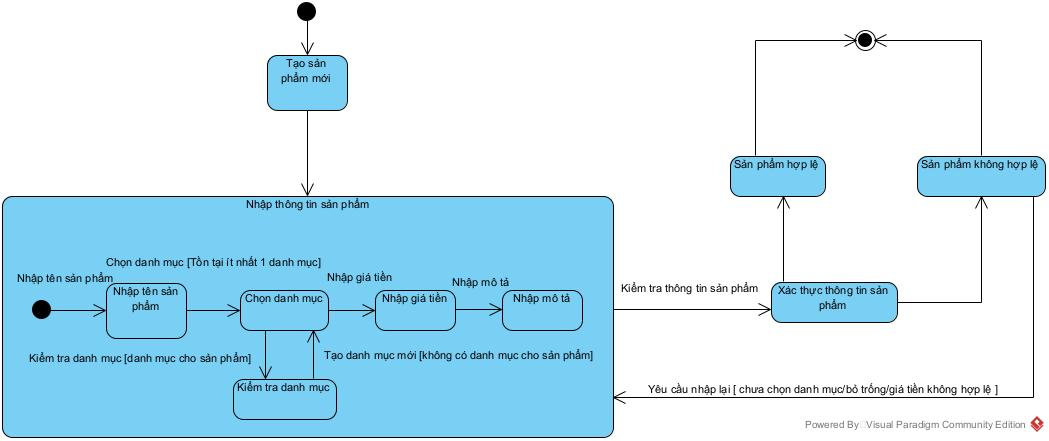 Tạo sản
phẩm mới
Sản phẩm hợp lệ
Sản phẩm không hợp lệ
Nhập thông tin sản phẩm
Chọn danh mục [Tồn tại ít nhất 1 danh mục]
Nhập tên sản phẩm
Nhập giá tiền
Nhập mô tả
Kiểm tra thông tin sản phẩm
Nhập tên sản
phẩm
Chọn danh mục
Nhập giá tiền
Nhập mô tả
Xác thực thông tin sản
phẩm
Kiểm tra danh mục [danh mục cho sản phẩm]
Tạo danh mục mới [không có danh mục cho sản phẩm]
Kiểm tra danh mục
Yêu cầu nhập lại [ chưa chọn danh mục/bỏ trống/giá tiền không hợp lệ ]
Powered By Visual Paradigm Community Edition